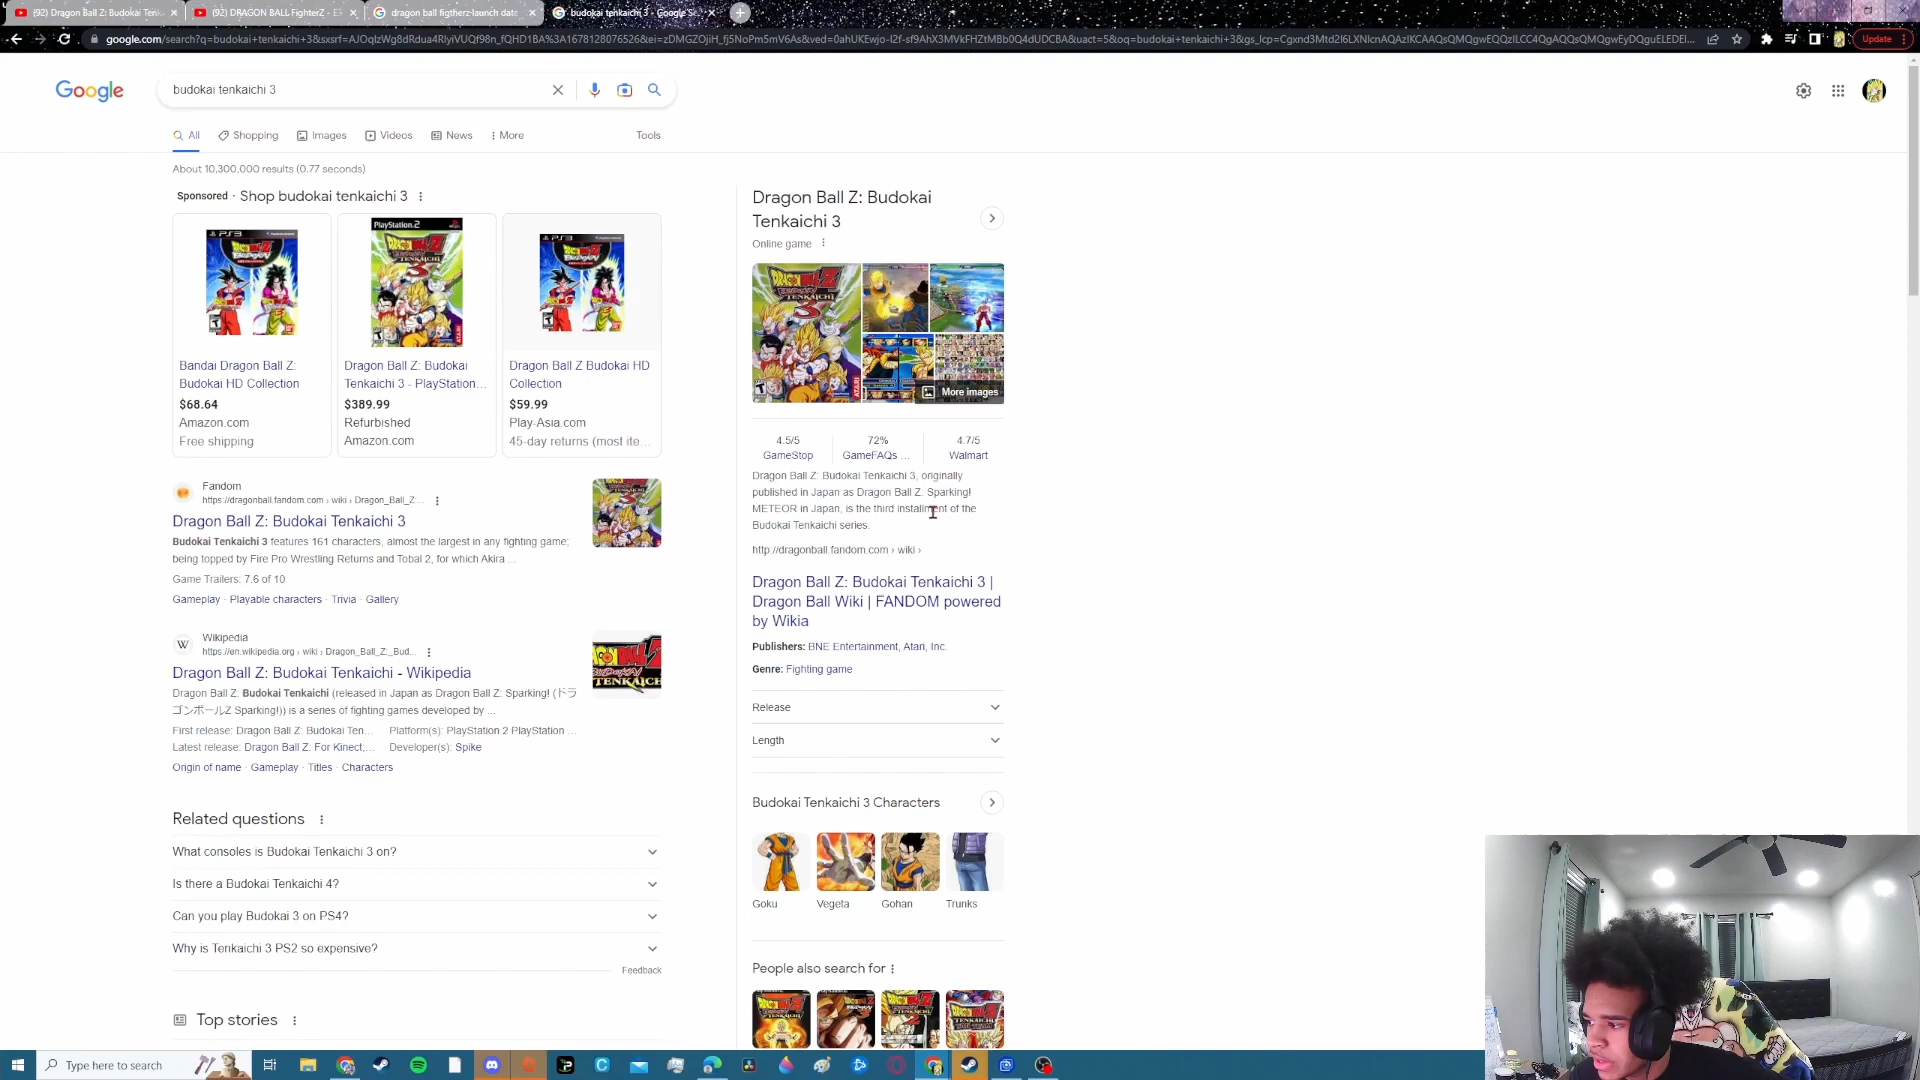 (92) Dragon Ball Z: Budokai Tenk
(92) DRAGON BALL FighterZ - E3
dragon ball figtherz launch date
budokai tenkaichi 3 - Google Se
Update
Google
budokai tenkaichi 3
All
Shopping
Images
Videos
News
More
Tools
About 10,300,000 results (0.77 seconds)
Sponsored · Shop budokai tenkaichi 3
Bandai Dragon Ball Z:
Budokai HD Collection
$68.64
Amazon.com
Free shipping
PlayStation.2
Dragon Ball Z: Budokai
Tenkaichi 3 - PlayStation...
$389.99
Refurbished
Amazon.com
Dragon Ball Z Budokai HD
Collection
$59.99
Play-Asia.com
45-day returns (most ite...
Fandom
https://dragonball.fandom.com › wiki › Dragon_Ball_Z:...
Dragon Ball Z: Budokai Tenkaichi 3
Budokai Tenkaichi 3 features 161 characters, almost the largest in any fighting game;
being topped by Fire Pro Wrestling Returns and Tobal 2, for which Akira ...
Game Trailers: 7.6 of 10
Gameplay · Playable characters · Trivia · Gallery
W
Wikipedia
https://en.wikipedia.org › wiki › Dragon_Ball_Z:_Bud...
Dragon Ball Z: Budokai Tenkaichi - Wikipedia
Dragon Ball Z: Budokai Tenkaichi (released in Japan as Dragon Ball Z: Sparking! (ドラ
ゴンボールZ Sparking!)) is a series of fighting games developed by ...
First release: Dragon Ball Z: Budokai Ten...
Platform(s): PlayStation 2 PlayStation ...
Latest release: Dragon Ball Z: For Kinect,...
Developer(s): Spike
Origin of name · Gameplay · Titles · Characters
Related questions
What consoles is Budokai Tenkaichi 3 on?
Is there a Budokai Tenkaichi 4?
Can you play Budokai 3 on PS4?
Why is Tenkaichi 3 PS2 so expensive?
Feedback
Top stories
Dragon Ball Z: Budokai
Tenkaichi 3
Online game
More images
4.5/5
GameStop
72%
GameFAQs ...
4.7/5
Walmart
Dragon Ball Z: Budokai Tenkaichi 3, originally
published in Japan as Dragon Ball Z: Sparking!
METEOR in Japan, is the third installment of the
Budokai Tenkaichi series.
http://dragonball.fandom.com › wiki ›
Dragon Ball Z: Budokai Tenkaichi 3 |
Dragon Ball Wiki | FANDOM powered
by Wikia
Publishers: BNE Entertainment, Atari, Inc.
Genre: Fighting game
Release
Length
Budokai Tenkaichi 3 Characters
Goku
Vegeta
Gohan
Trunks
People also search for
Type here to search